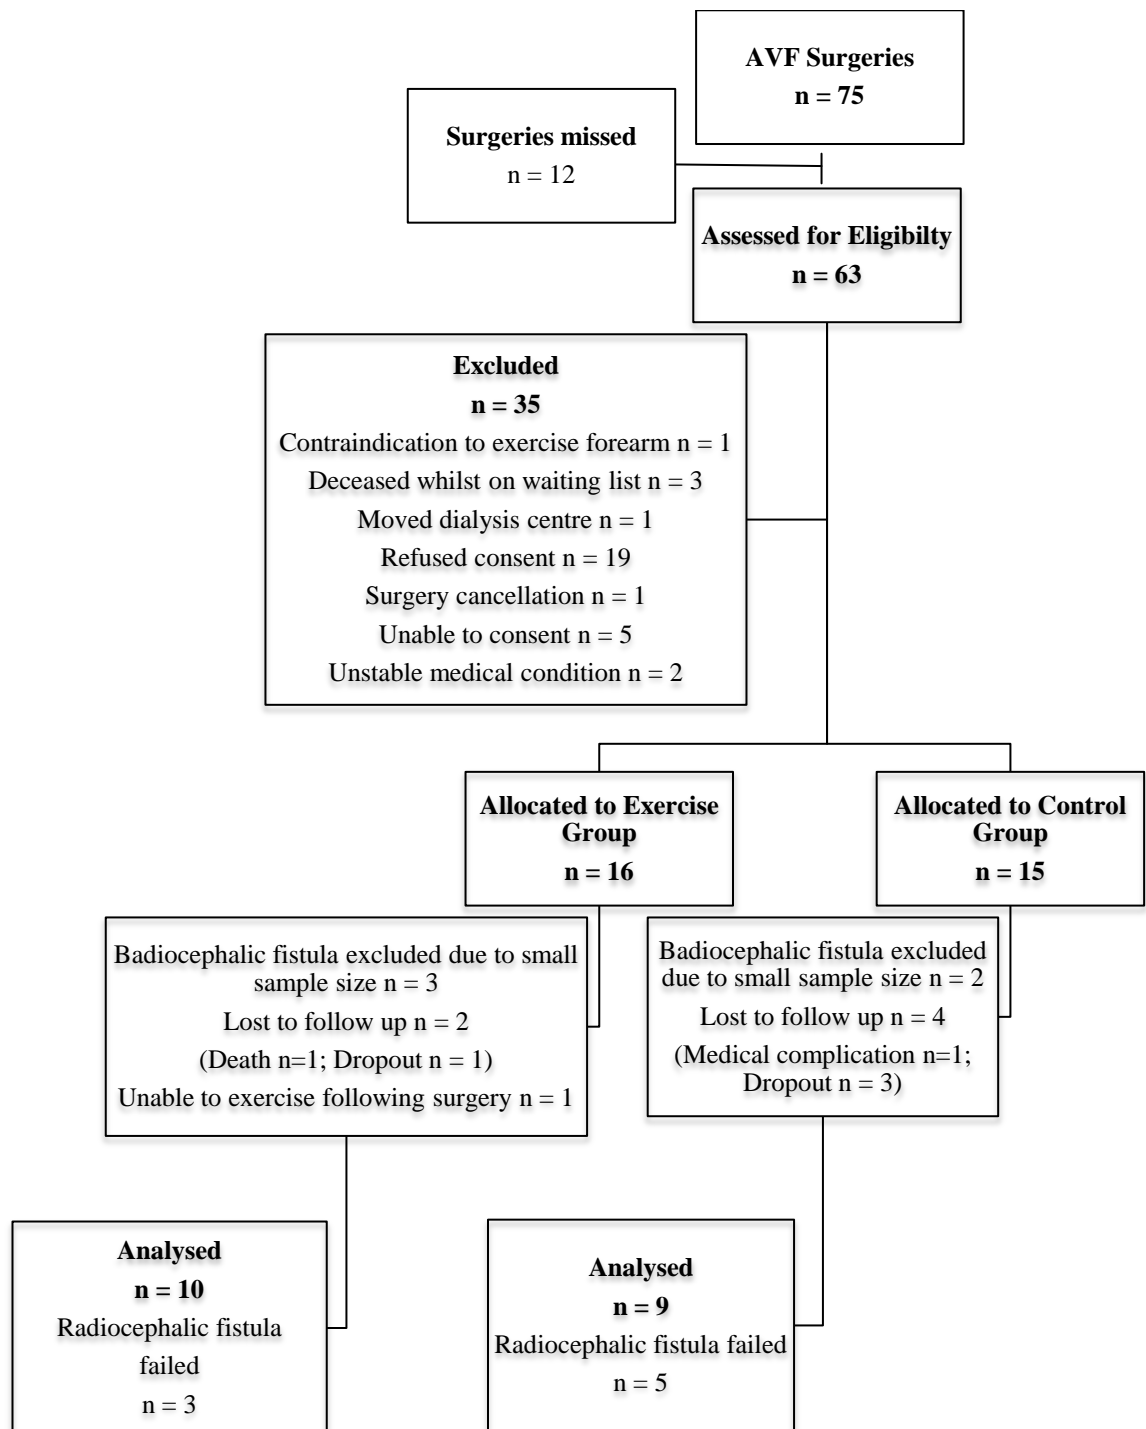 AVF Surgeries
n = 75
Surgeries missed
n = 12
Assessed for Eligibilty
n = 63
Excluded
n = 35
Contraindication to exercise forearm n = 1
Deceased whilst on waiting list n = 3
Moved dialysis centre n = 1
Refused consent n = 19
Surgery cancellation n = 1
Unable to consent n = 5
Unstable medical condition n = 2
Allocated to Exercise
Group
n = 16
Allocated to Control
Group
n = 15
Badiocephalic fistula excluded due to small
sample size n = 3
Lost to follow up n = 2
(Death n=1; Dropout n = 1)
Unable to exercise following surgery n = 1
Badiocephalic fistula excluded
due to small sample size n = 2
Lost to follow up n = 4
(Medical complication n=1;
Dropout n = 3)
Analysed
n = 10
Radiocephalic fistula
failed
n = 3
Analysed
n = 9
Radiocephalic fistula failed
n = 5